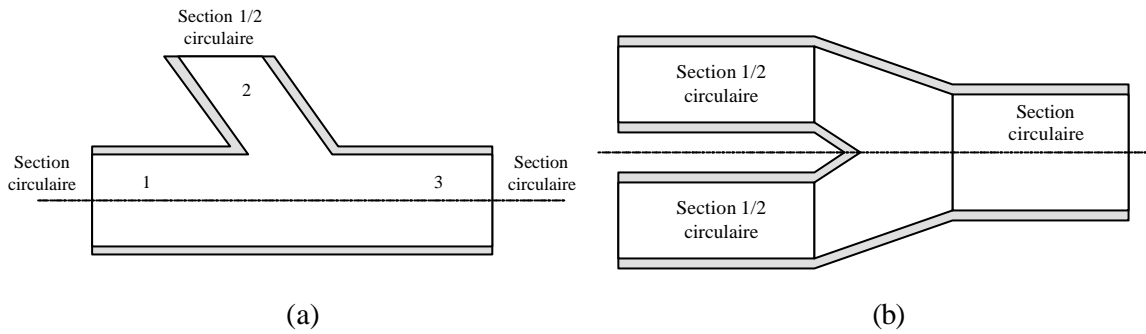 Section 1/2
circulaire
2
Section
circulaire
1
3
Section
circulaire
(a)
Section 1/2
circulaire
Section
circulaire
Section 1/2
circulaire
(b)